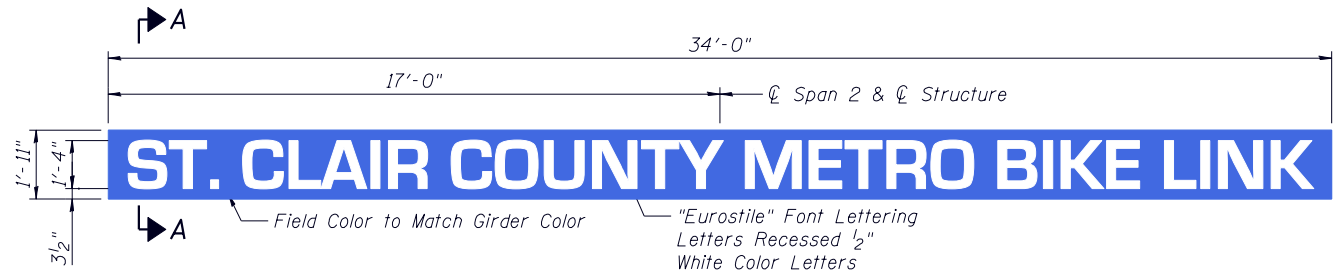 A
34'-0"
17'-0"
℄ Span 2 & ℄ Structure
1'-11"
1'-4"
ST. CLAIR COUNTY METRO BIKE LINK
3½"
A
Field Color to Match Girder Color
"Eurostile" Font Lettering
Letters Recessed ½"
White Color Letters